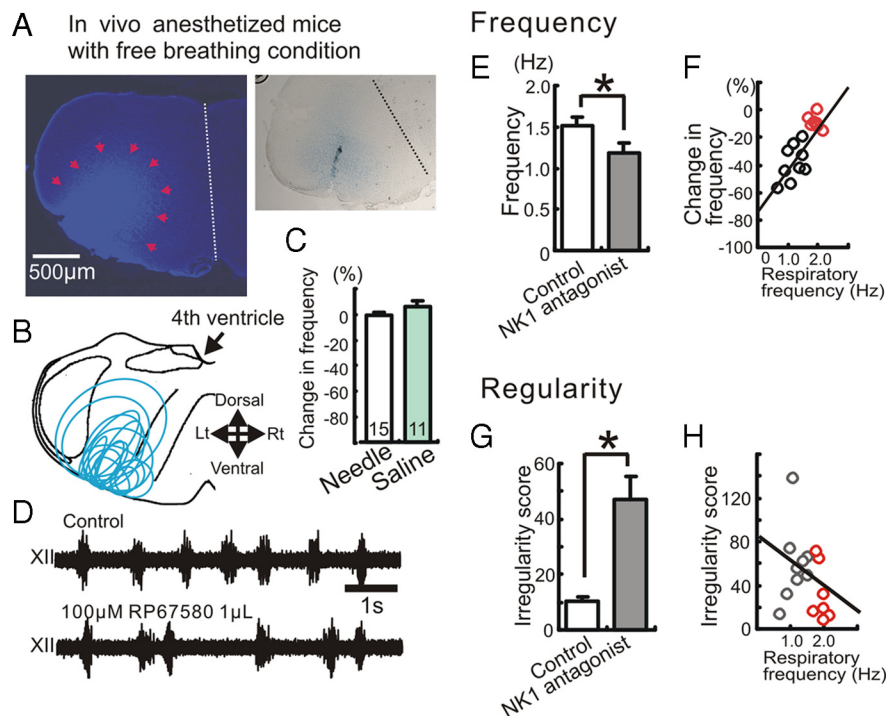 A
In vivo anesthetized mice
with free breathing condition
500μm
B
4th ventricle
Dorsal
Lt
Rt
Ventral
C
(%)
Change in frequency
0
-20
-40
-60
-80
15
11
Needle
Saline
D
Control
XII
1s
100μM RP67580 1μL
XII
Frequency
E
(Hz)
Frequency
2.0
1.5
1.0
0.5
0
*
Control
NK1 antagonist
F
(%)
Change in
frequency
0
-20
-40
-60
-80
-100
0
1.0
2.0
Respiratory
frequency (Hz)
Regularity
G
Irregularity score
60
40
20
10
0
*
Control
NK1 antagonist
H
Irregularity score
120
80
60
40
0
1.0
2.0
Respiratory
frequency (Hz)